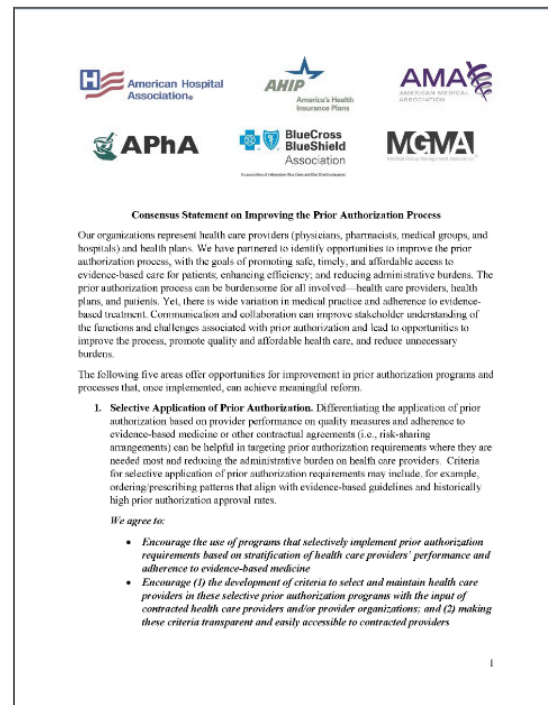 American Hospital
Association®
AHIP
America's Health
Insurance Plans
AMA
AMERICAN MEDICAL
ASSOCIATION
APhA
BlueCross
BlueShield
Association
MGMA
Medical Group Management Association
Consensus Statement on Improving the Prior Authorization Process
Our organizations represent health care providers (physicians, pharmacists, medical groups, and
hospitals) and health plans. We have partnered to identify opportunities to improve the prior
authorization process, with the goals of promoting safe, timely, and affordable access to
evidence-based care for patients; enhancing efficiency; and reducing administrative burdens. The
prior authorization process can be burdensome for all involved—health care providers, health
plans, and patients. Yet, there is wide variation in medical practice and adherence to evidence-
based treatment. Communication and collaboration can improve stakeholder understanding of
the functions and challenges associated with prior authorization and lead to opportunities to
improve the process, promote quality and affordable health care, and reduce unnecessary
burdens.
The following five areas offer opportunities for improvement in prior authorization programs and
processes that, once implemented, can achieve meaningful reform.
1. Selective Application of Prior Authorization. Differentiating the application of prior
authorization based on provider performance on quality measures and adherence to
evidence-based medicine or other contractual agreements (i.e., risk-sharing
arrangements) can be helpful in targeting prior authorization requirements where they are
needed most and reducing the administrative burden on health care providers. Criteria
for selective application of prior authorization requirements may include, for example,
ordering/prescribing patterns that align with evidence-based guidelines and historically
high prior authorization approval rates.
We agree to:
• Encourage the use of programs that selectively implement prior authorization
requirements based on stratification of health care providers' performance and
adherence to evidence-based medicine
• Encourage (1) the development of criteria to select and maintain health care
providers in these selective prior authorization programs with the input of
contracted health care providers and/or provider organizations; and (2) making
these criteria transparent and easily accessible to contracted providers
1